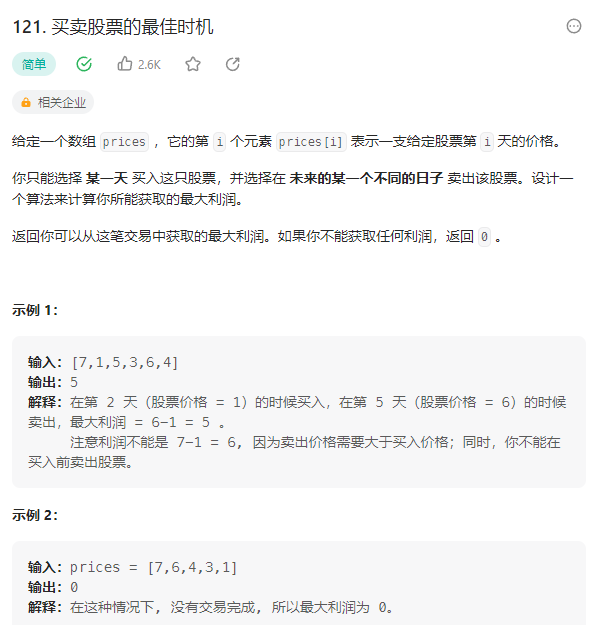 121. 买卖股票的最佳时机
简单 2.6K
相关企业
给定一个数组 prices ，它的第 i 个元素 prices[i] 表示一支给定股票第 i 天的价格。
你只能选择 某一天 买入这只股票，并选择在 未来的某一个不同的日子 卖出该股票。设计一
个算法来计算你所能获取的最大利润。
返回你可以从这笔交易中获取的最大利润。如果你不能获取任何利润，返回 0 。
示例 1：
输入：[7,1,5,3,6,4]
输出：5
解释：在第 2 天（股票价格 = 1）的时候买入，在第 5 天（股票价格 = 6）的时候
卖出，最大利润 = 6-1 = 5 。
注意利润不能是 7-1 = 6, 因为卖出价格需要大于买入价格；同时，你不能在
买入前卖出股票。
示例 2：
输入：prices = [7,6,4,3,1]
输出：0
解释：在这种情况下, 没有交易完成, 所以最大利润为 0。